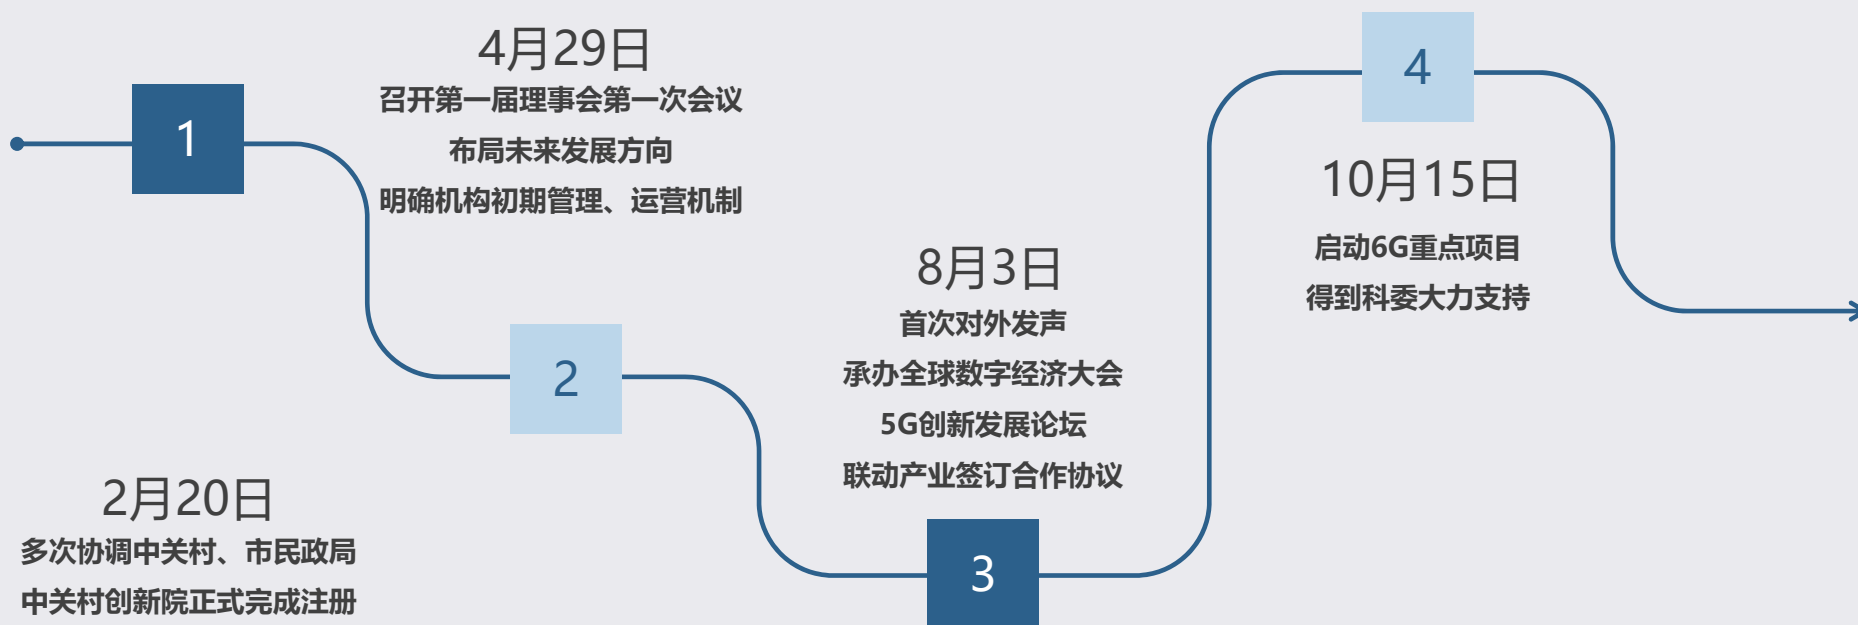 1
2月20日
多次协调中关村、市民政局
中关村创新院正式完成注册
2
4月29日
召开第一届理事会第一次会议
布局未来发展方向
明确机构初期管理、运营机制
3
8月3日
首次对外发声
承办全球数字经济大会
5G创新发展论坛
联动产业签订合作协议
4
10月15日
启动6G重点项目
得到科委大力支持